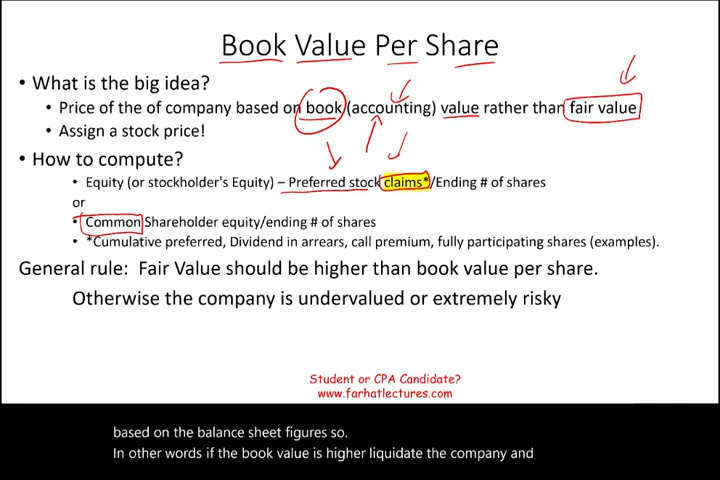 Book Value Per Share
• What is the big idea?
• Price of the of company based on book (accounting) value rather than fair value
• Assign a stock price!
• How to compute?
• Equity (or stockholder's Equity) – Preferred stock claims*/Ending # of shares
or
• Common Shareholder equity/ending # of shares
• *Cumulative preferred, Dividend in arrears, call premium, fully participating shares (examples).
General rule: Fair Value should be higher than book value per share.
Otherwise the company is undervalued or extremely risky
Student or CPA Candidate?
www.farhatlectures.com
based on the balance sheet figures so.
In other words if the book value is higher liquidate the company and